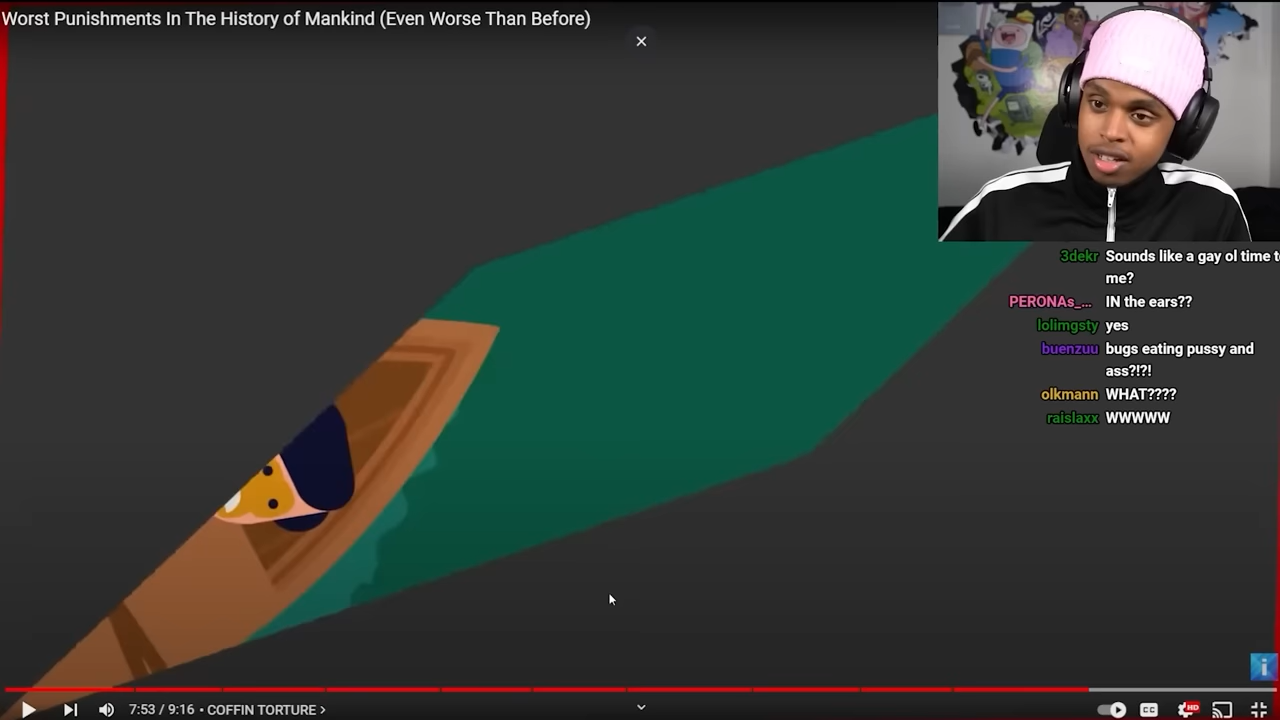 Worst Punishments In The History of Mankind (Even Worse Than Before)
3dekr Sounds like a gay ol time t
me?
PERONAs_... IN the ears??
lolimgsty yes
buenzuu bugs eating pussy and
ass?!?!
olkmann WHAT????
raislaxx WWWWW
7:53 / 9:16 • COFFIN TORTURE >
CC
HD